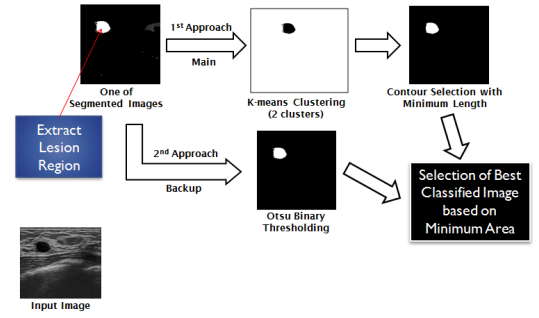 1st Approach
Main
One of
Segmented Images
K-means Clustering
(2 clusters)
Contour Selection with
Minimum Length
Extract
Lesion
Region
2nd Approach
Backup
Otsu Binary
Thresholding
Selection of Best
Classified Image
based on
Minimum Area
Input Image